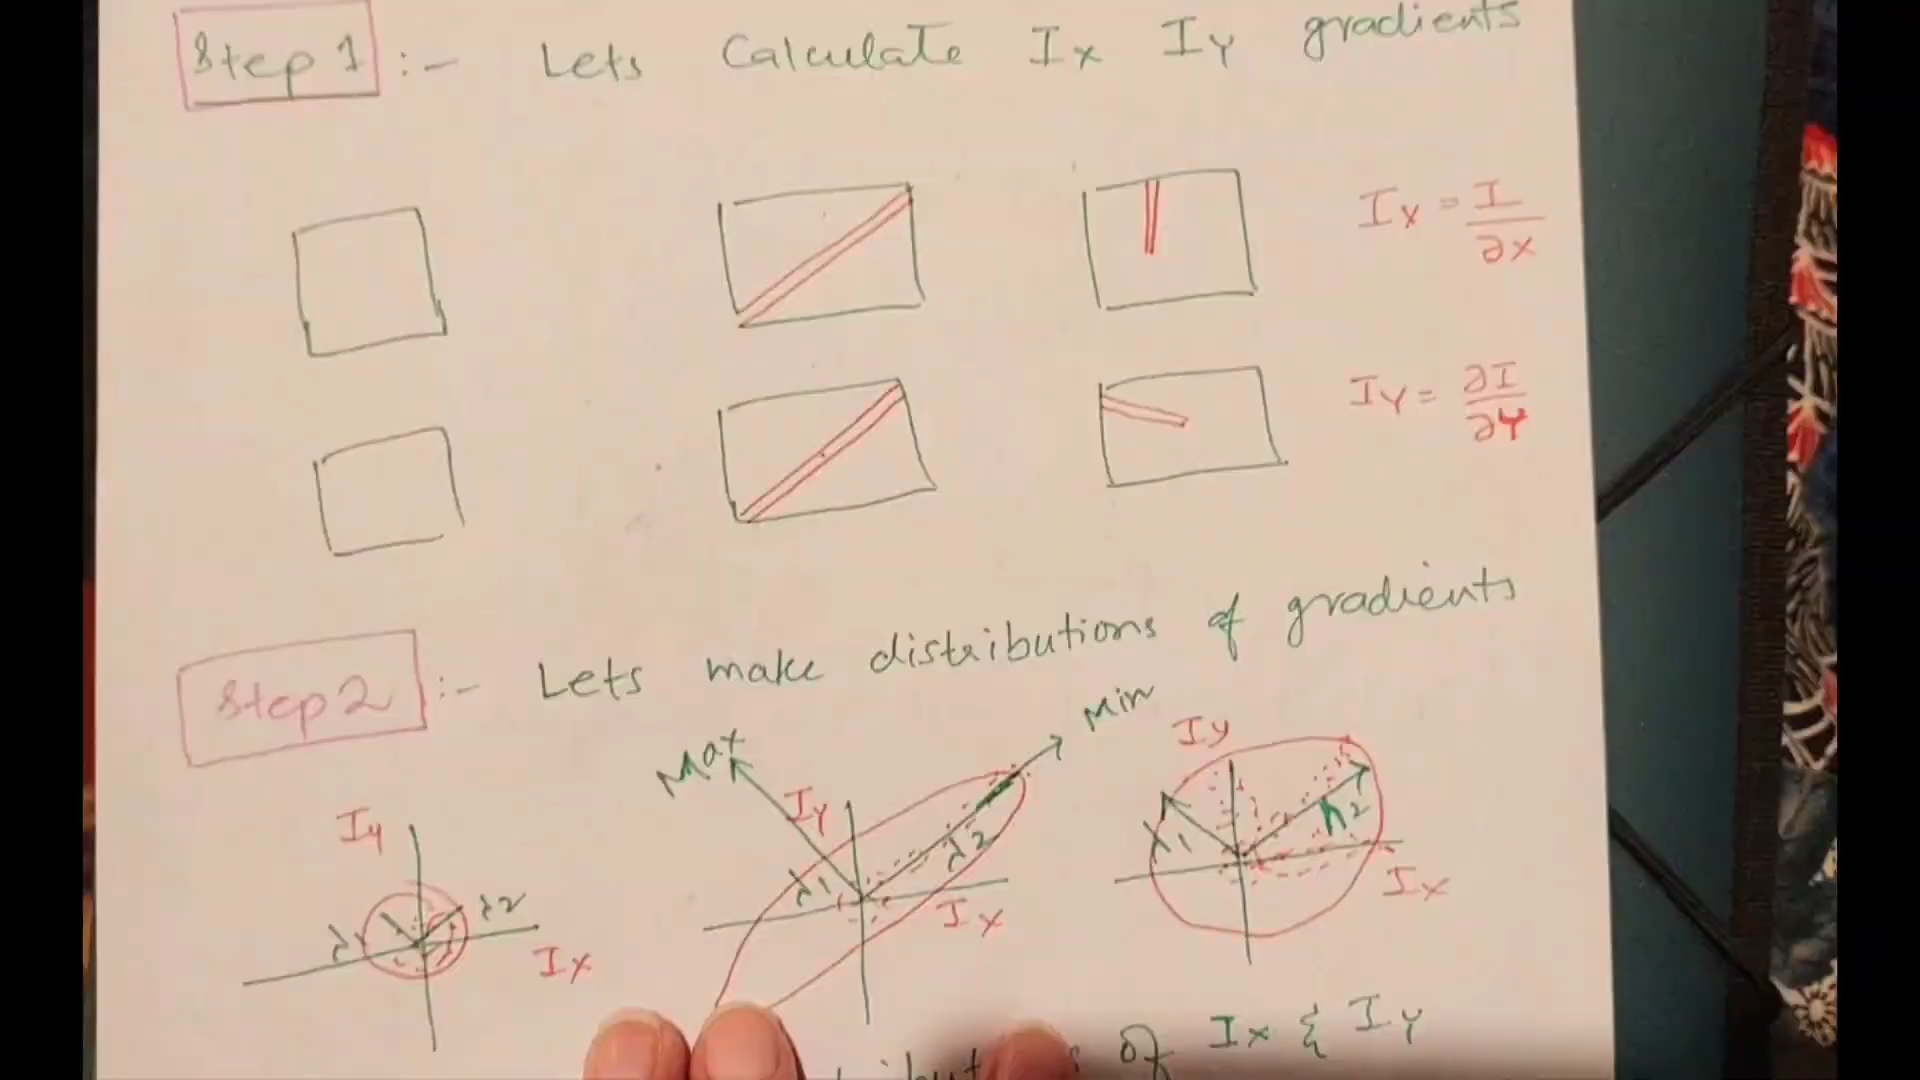 Step 1 :- Lets Calculate Ix Iy gradients
Ix = I/∂x
Iy = ∂I/∂y
Step 2 :- Lets make distributions of gradients
Iy
λ2
Ix
Max
Min
Iy
λ1
λ2
Ix
Iy
λ1
λ2
Ix
of Ix & Iy